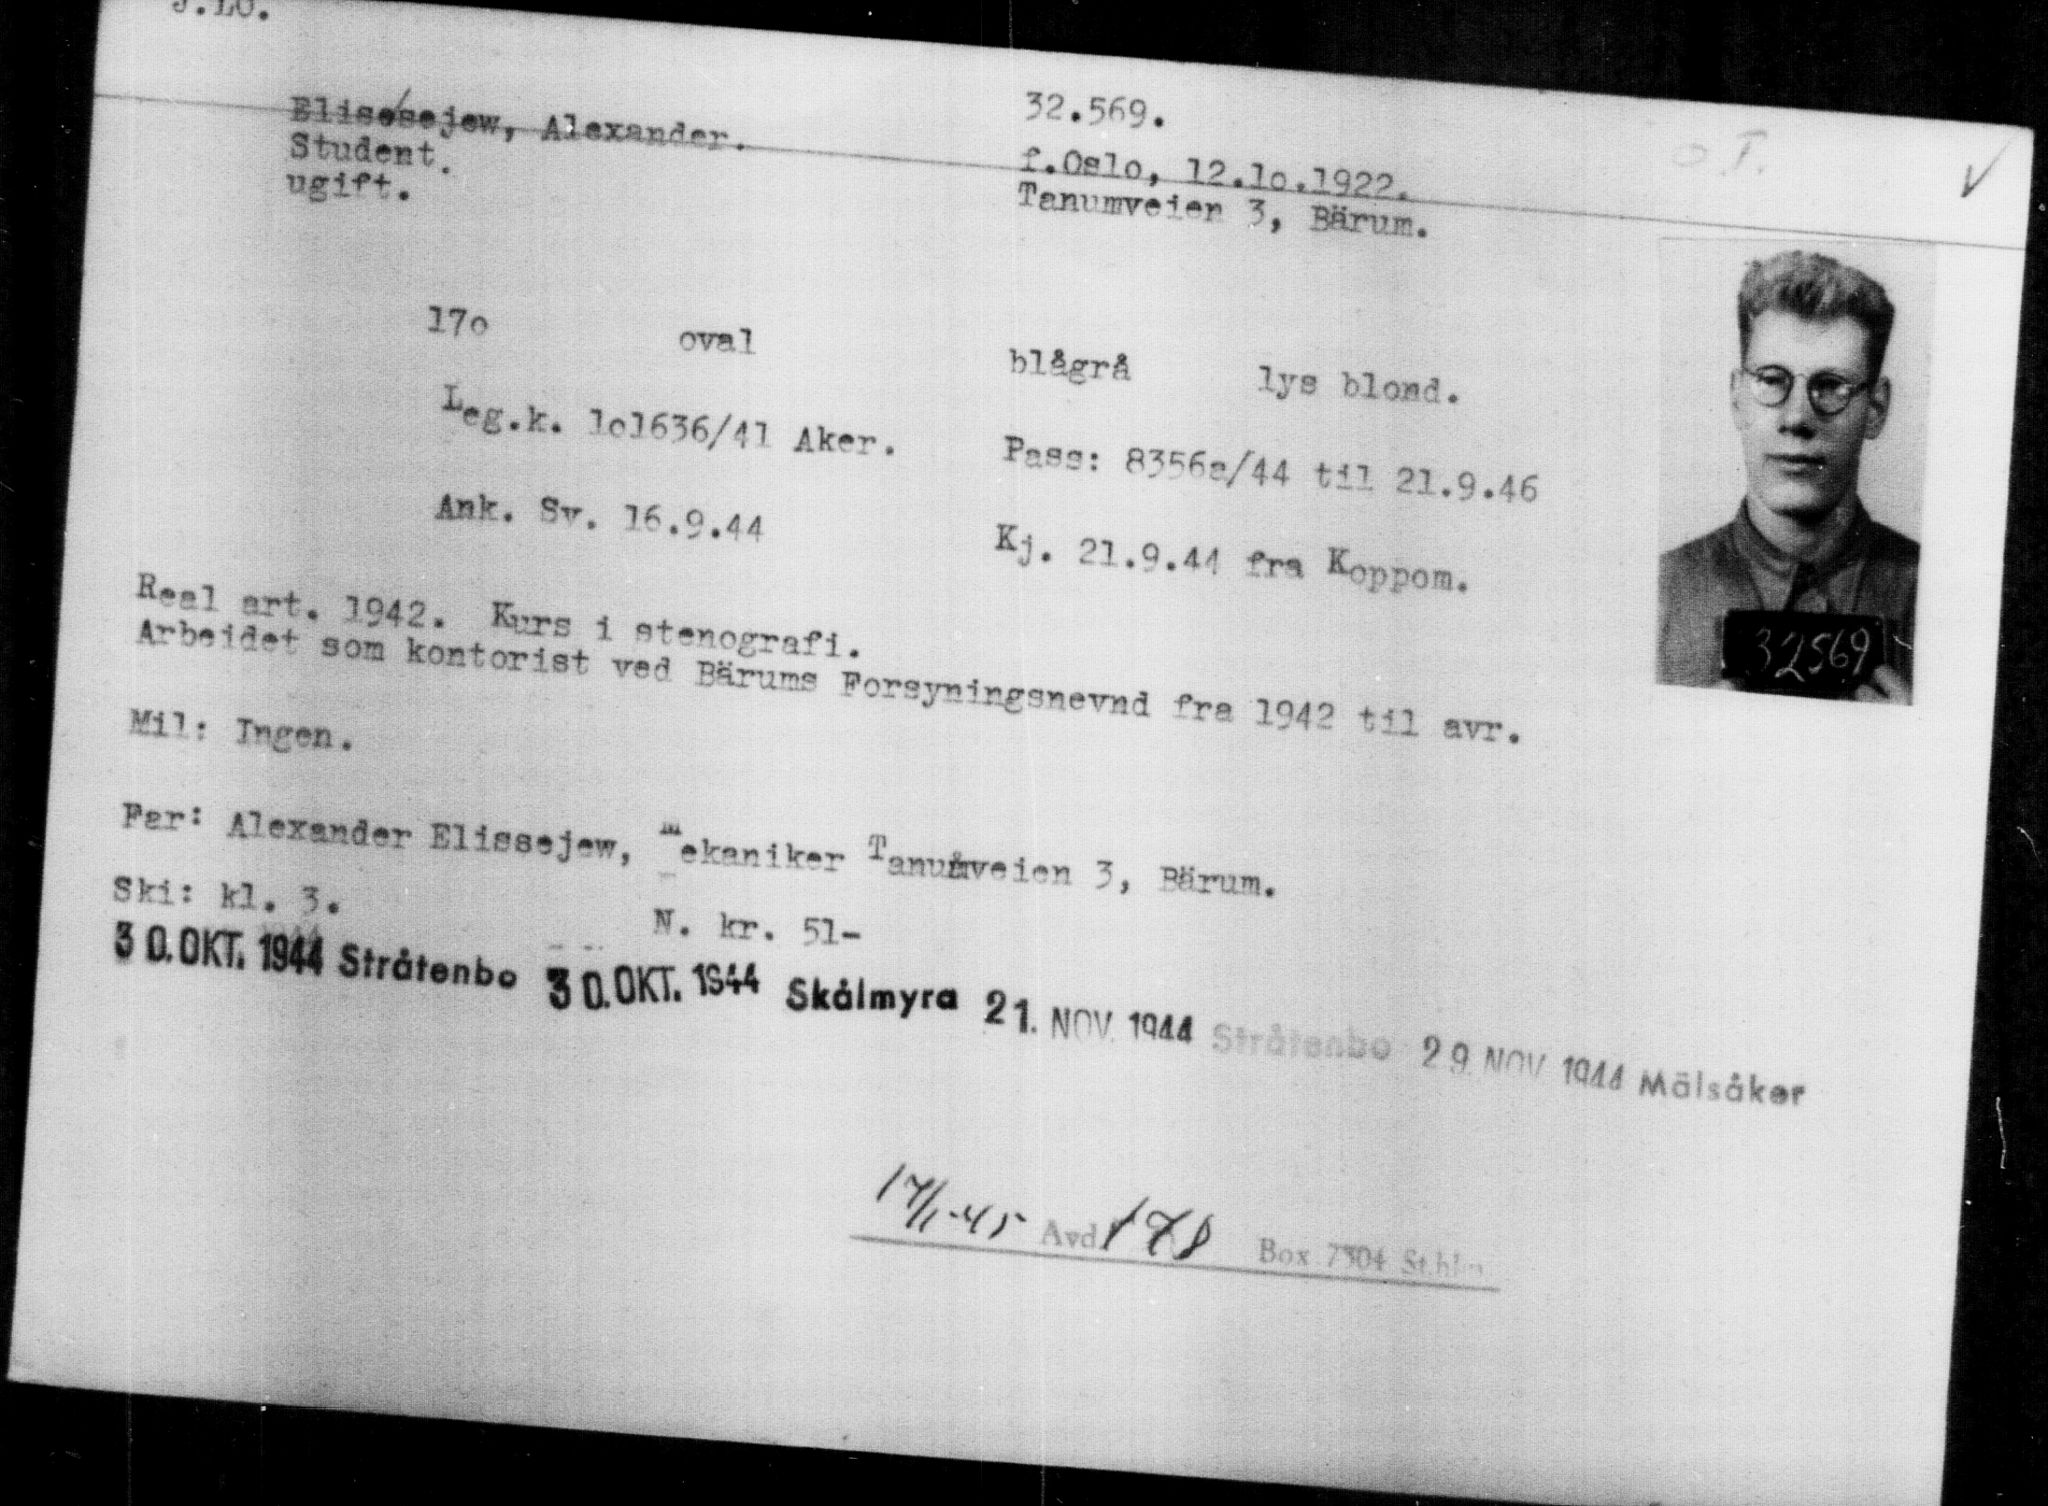 Elissejew, Alexander. 32.569.
Student. f.Oslo, 12.1o.1922.
ugift. Tanumveien 3, Bärum.
17o oval blågrå lys blond.
Leg.k. 1o1636/41 Aker. Pass: 8356a/44 til 21.9.46
Ank. Sv. 16.9.44 Kj. 21.9.44 fra Koppom.
32569
Real art. 1942. Kurs i stenografi.
Arbeidet som kontorist ved Bärums Forsyningsnevnd fra 1942 til avr.
Mil: Ingen.
Far: Alexander Elissejew, mekaniker Tanumveien 3, Bärum.
Ski: kl. 3. N. kr. 51-
30. OKT. 1944 Stråtenbo 30. OKT. 1944 Skålmyra 21. NOV. 1944 Stråtenbo 29. NOV 1944 Mälsåker
17/1-45 Avd 178 Box 7304 St.hlm